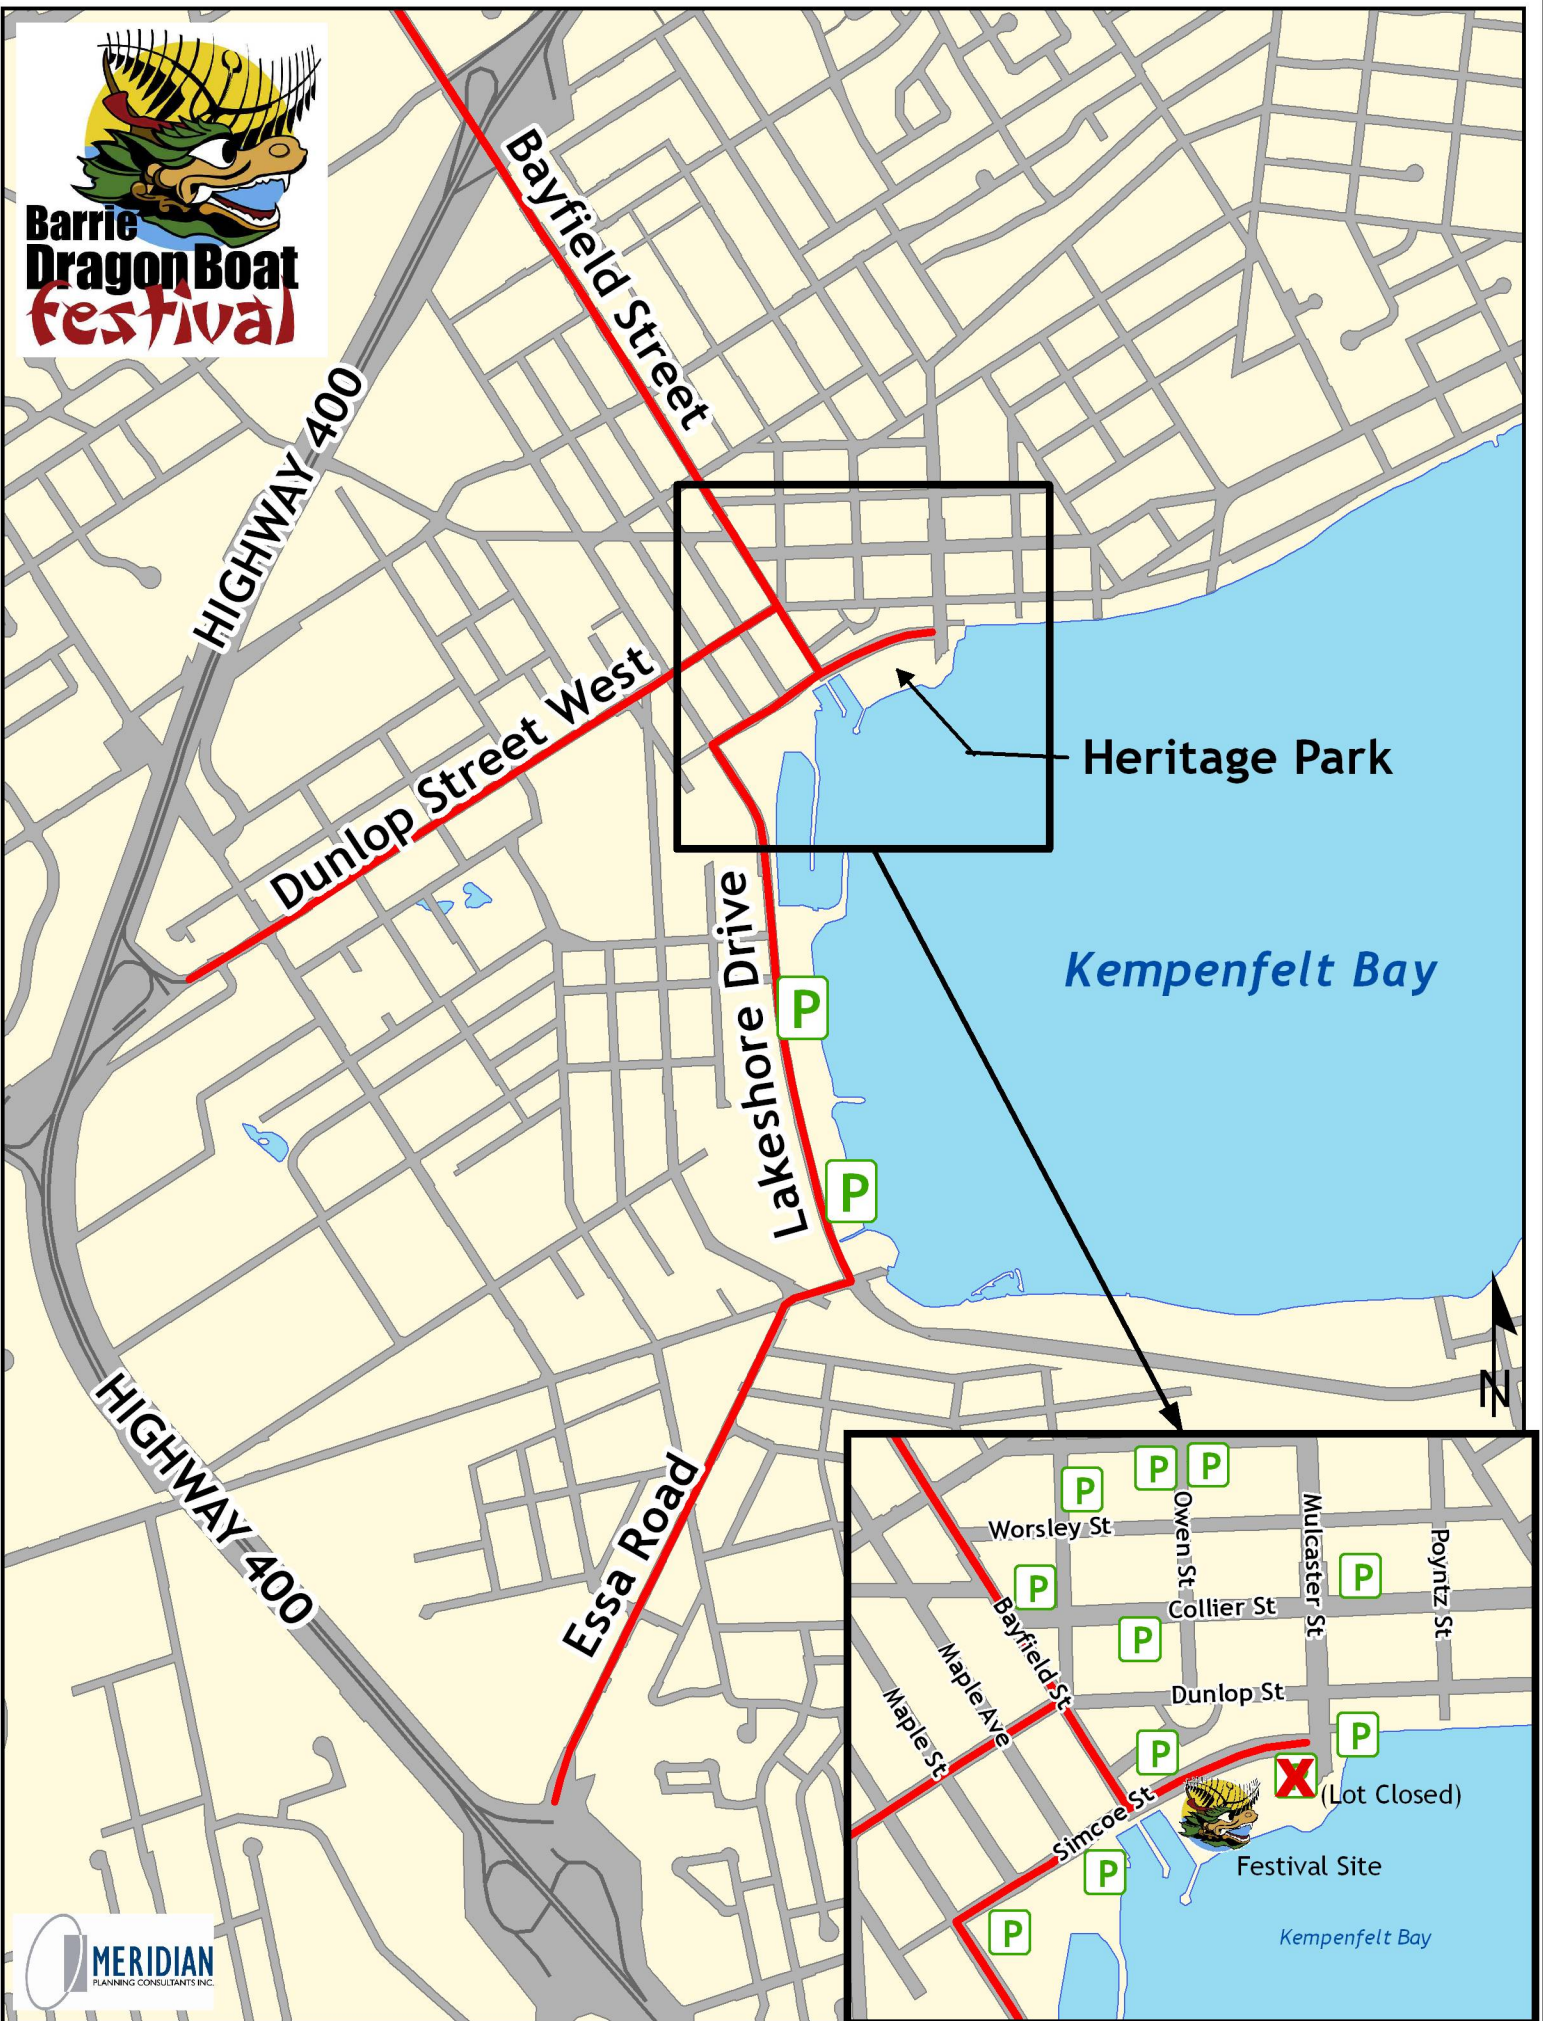 Barrie
Dragon Boat
festival
Bayfield Street
HIGHWAY 400
Dunlop Street West
Heritage Park
Kempenfelt Bay
Lakeshore Drive
P
P
HIGHWAY 400
Essa Road
N
P
P
P
Worsley St
Owen St
Mulcaster St
Poyntz St
P
P
Collier St
Bayfield St
P
Maple Ave
Maple St
Dunlop St
P
P
X
(Lot Closed)
Simcoe St
Festival Site
P
P
Kempenfelt Bay
MERIDIAN
PLANNING CONSULTANTS INC.